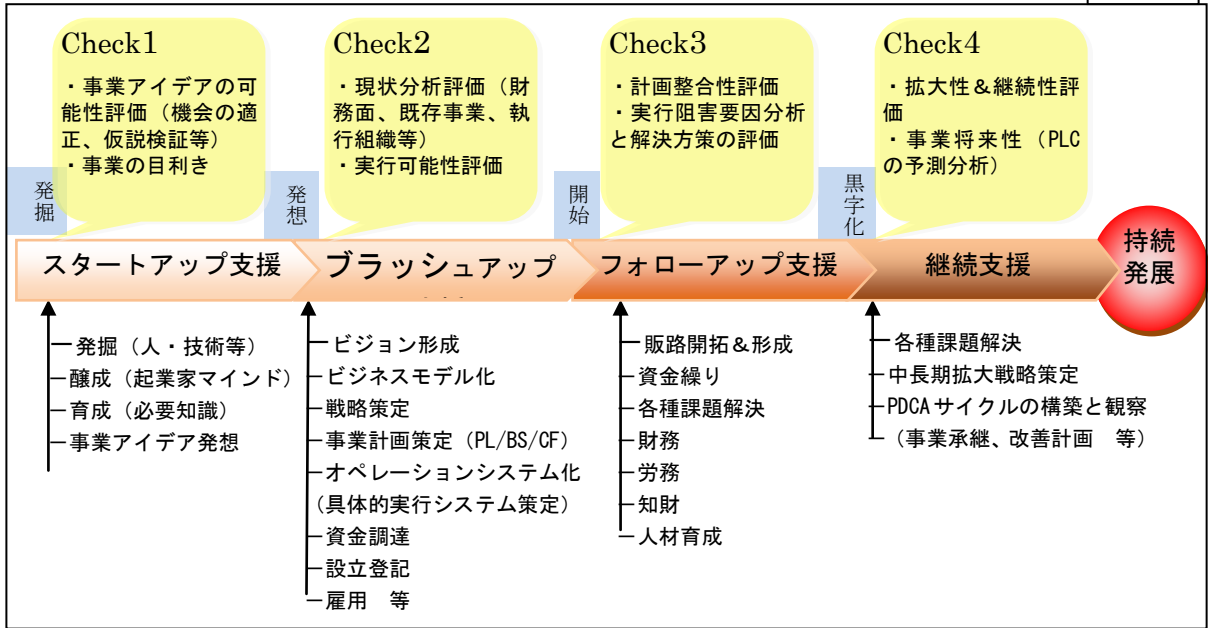 Check1
・事業アイデアの可
能性評価（機会の適
正、仮説検証等）
・事業の目利き
Check2
・現状分析評価（財
務面、既存事業、執
行組織等）
・実行可能性評価
Check3
・計画整合性評価
・実行阻害要因分析
と解決方策の評価
Check4
・拡大性＆継続性評
価
・事業将来性（PLC
の予測分析）
発掘
発想
開始
黒字化
スタートアップ支援
ブラッシュアップ
フォローアップ支援
継続支援
持続
発展
－発掘（人・技術等）
－醸成（起業家マインド）
－育成（必要知識）
－事業アイデア発想
－ビジョン形成
－ビジネスモデル化
－戦略策定
－事業計画策定（PL/BS/CF）
－オペレーションシステム化
（具体的実行システム策定）
－資金調達
－設立登記
－雇用　等
－販路開拓＆形成
－資金繰り
－各種課題解決
－財務
－労務
－知財
－人材育成
－各種課題解決
－中長期拡大戦略策定
－PDCAサイクルの構築と観察
－（事業承継、改善計画　等）